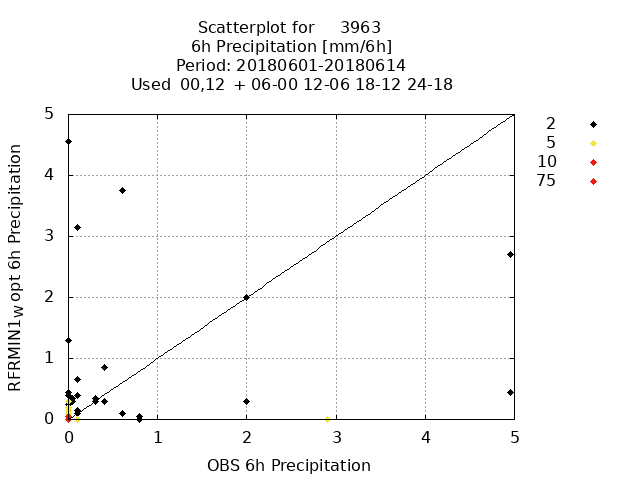 Scatterplot for 3963
6h Precipitation [mm/6h]
Period: 20180601-20180614
Used 00,12 + 06-00 12-06 18-12 24-18
2
5
10
75
5
4
3
2
1
0
0 1 2 3 4 5
RFRMIN1w opt 6h Precipitation
OBS 6h Precipitation